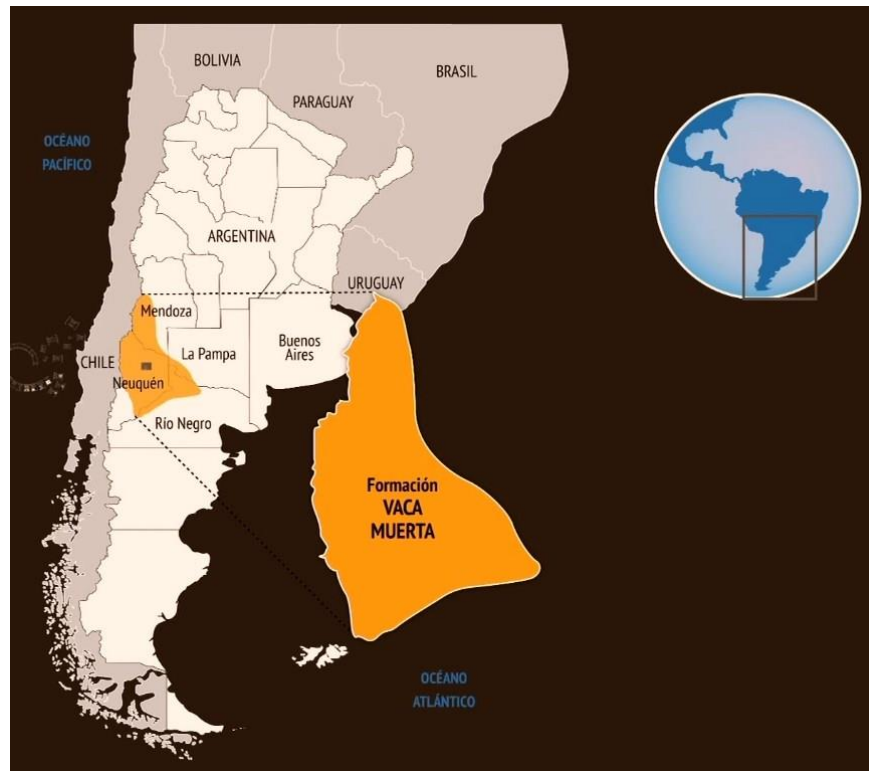 BOLIVIA
BRASIL
PARAGUAY
OCÉANO
PACÍFICO
ARGENTINA
URUGUAY
Mendoza
Buenos
Aires
La Pampa
CHILE
Neuquén
Río Negro
Formación
VACA
MUERTA
OCÉANO
ATLÁNTICO